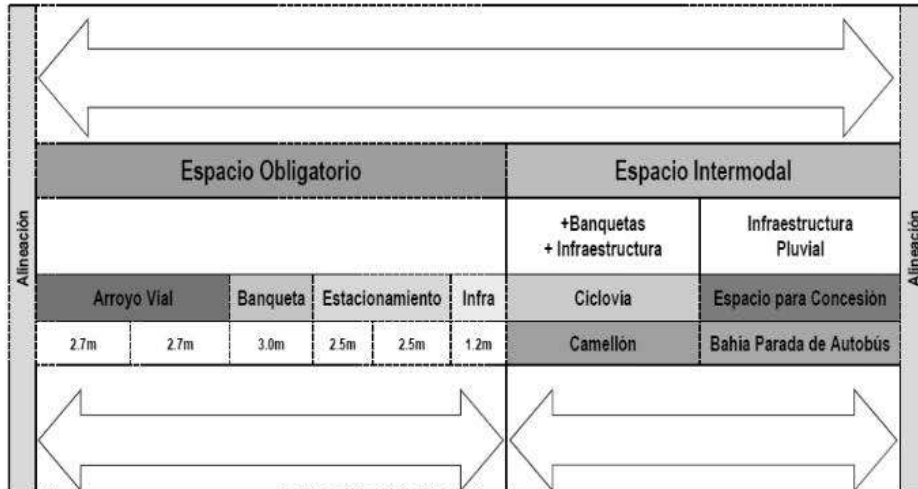 Alineación
Espacio Obligatorio
Espacio Intermodal
+Banquetas
+ Infraestructura
Infraestructura
Pluvial
Arroyo Vial
Banqueta
Estacionamiento
Infra
Ciclovia
Espacio para Concesión
2.7m
2.7m
3.0m
2.5m
2.5m
1.2m
Camellón
Bahía Parada de Autobús
Alineación